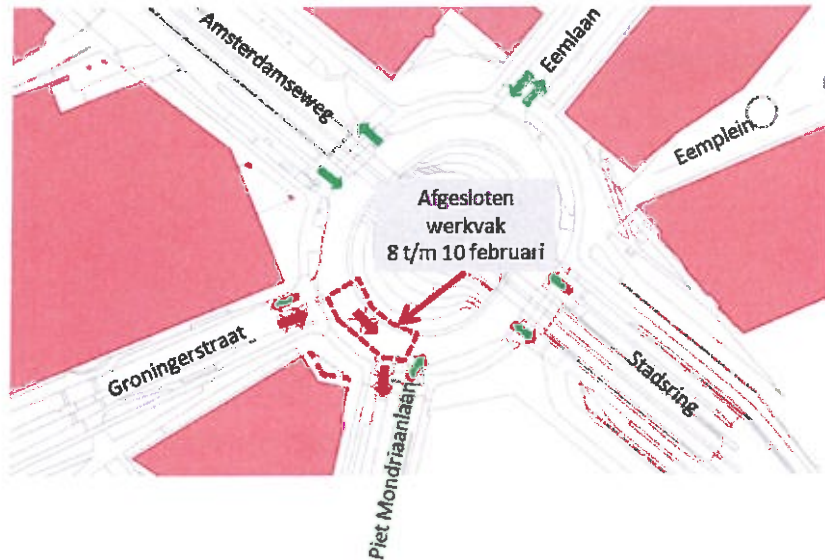 Amsterdamseweg
Eemlaan
Eemplein
Afgesloten
werkvak
8 t/m 10 februari
Groningerstraat
Stadsring
Piet Mondriaanlaan